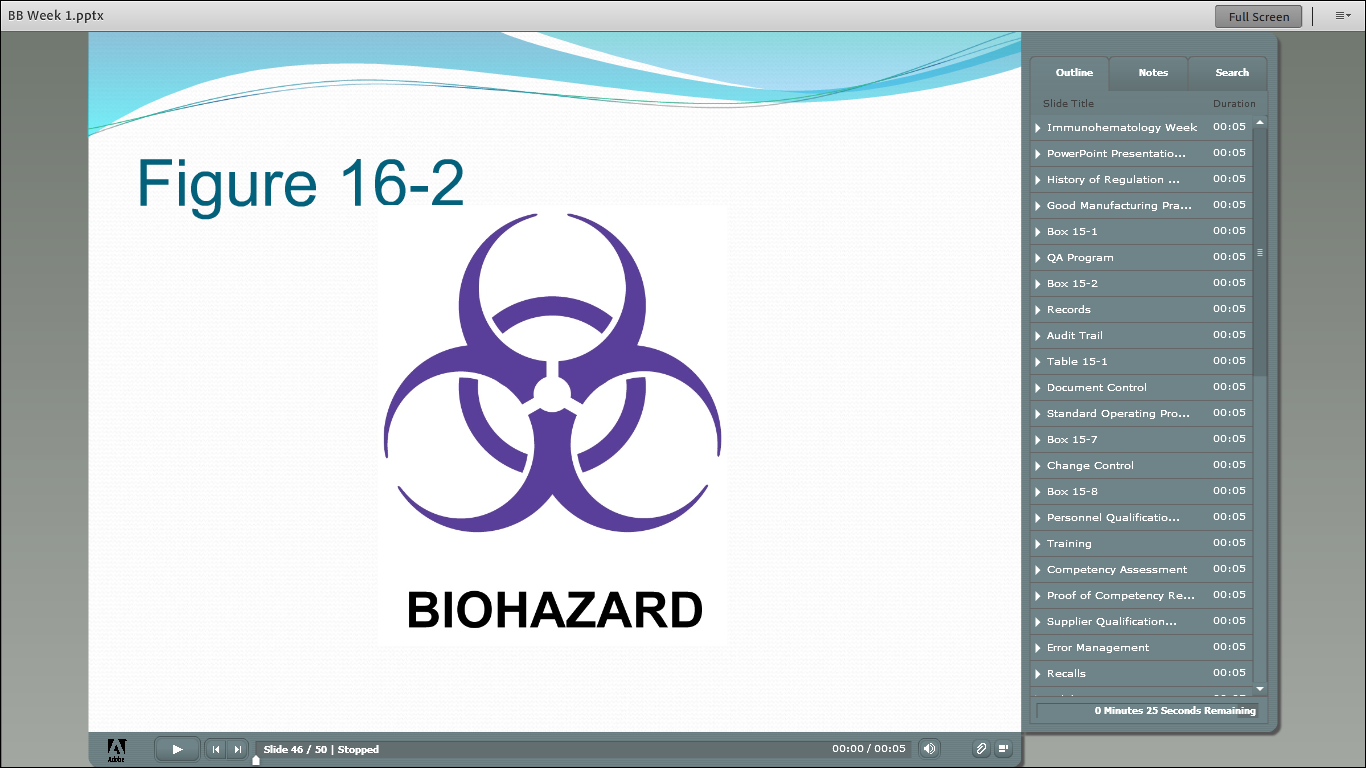 BB Week 1.pptx
Full Screen
Figure 16-2
BIOHAZARD
Outline Notes Search
Slide Title Duration
Immunohematology Week 00:05
PowerPoint Presentatio... 00:05
History of Regulation ... 00:05
Good Manufacturing Pra... 00:05
Box 15-1 00:05
QA Program 00:05
Box 15-2 00:05
Records 00:05
Audit Trail 00:05
Table 15-1 00:05
Document Control 00:05
Standard Operating Pro... 00:05
Box 15-7 00:05
Change Control 00:05
Box 15-8 00:05
Personnel Qualificatio... 00:05
Training 00:05
Competency Assessment 00:05
Proof of Competency Re... 00:05
Supplier Qualification... 00:05
Error Management 00:05
Recalls 00:05
0 Minutes 25 Seconds Remaining
Adobe
Slide 46 / 50 | Stopped 00:00 / 00:05